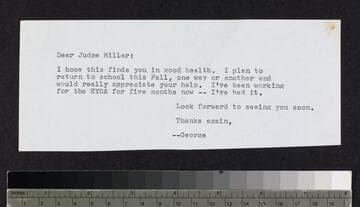 Dear Judge Miller:
I hope this finds you in good health. I plan to
return to school this Fall, one way or another and
would really appreciate your help. I've been working
for the EYOA for five months now -- I've had it.
Look forward to seeing you soon.
Thanks again,
--George